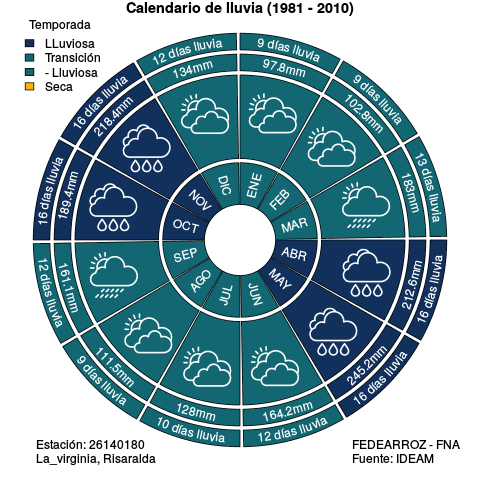 Calendario de lluvia (1981 - 2010)
Temporada
LLuviosa
Transición
- Lluviosa
Seca
9 días lluvia
97.8mm
ENE
9 días lluvia
102.8mm
FEB
13 días lluvia
183mm
MAR
16 días lluvia
212.6mm
ABR
16 días lluvia
245.2mm
MAY
12 días lluvia
164.2mm
JUN
10 días lluvia
128mm
JUL
9 días lluvia
111.5mm
AGO
12 días lluvia
161.1mm
SEP
16 días lluvia
189.4mm
OCT
16 días lluvia
218.4mm
NOV
12 días lluvia
134mm
DIC
Estación: 26140180
La_virginia, Risaralda
FEDEARROZ - FNA
Fuente: IDEAM